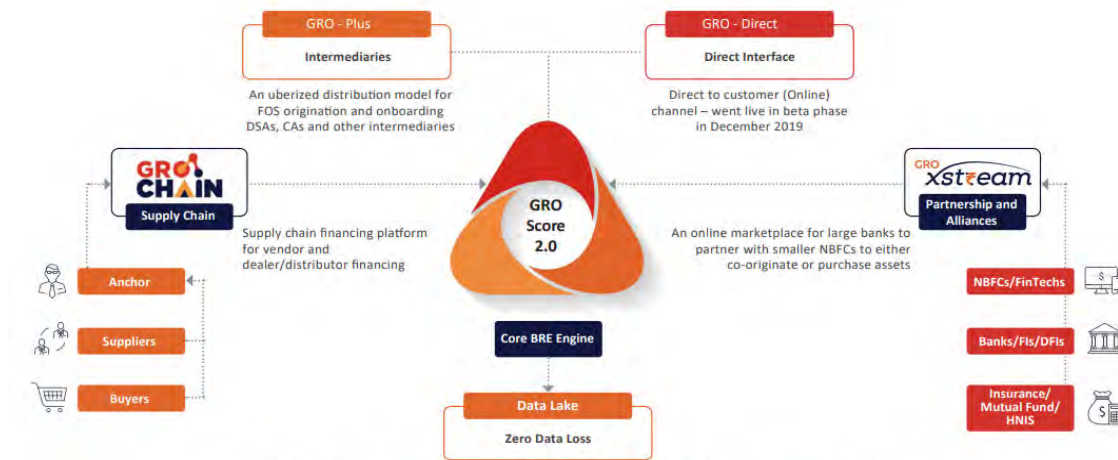 GRO - Plus
Intermediaries
An uberized distribution model for
FOS origination and onboarding
DSAs, CAs and other intermediaries
GRO - Direct
Direct Interface
Direct to customer (Online)
channel – went live in beta phase
in December 2019
GRO
CHAIN
Supply Chain
Supply chain financing platform
for vendor and
dealer/distributor financing
Anchor
Suppliers
Buyers
GRO
Score
2.0
Core BRE Engine
Data Lake
Zero Data Loss
GRO
xstream
Partnership and
Alliances
An online marketplace for large banks to
partner with smaller NBFCs to either
co-originate or purchase assets
NBFCs/FinTechs
$
Banks/FIs/DFIs
Insurance/
Mutual Fund/
HNIS
$